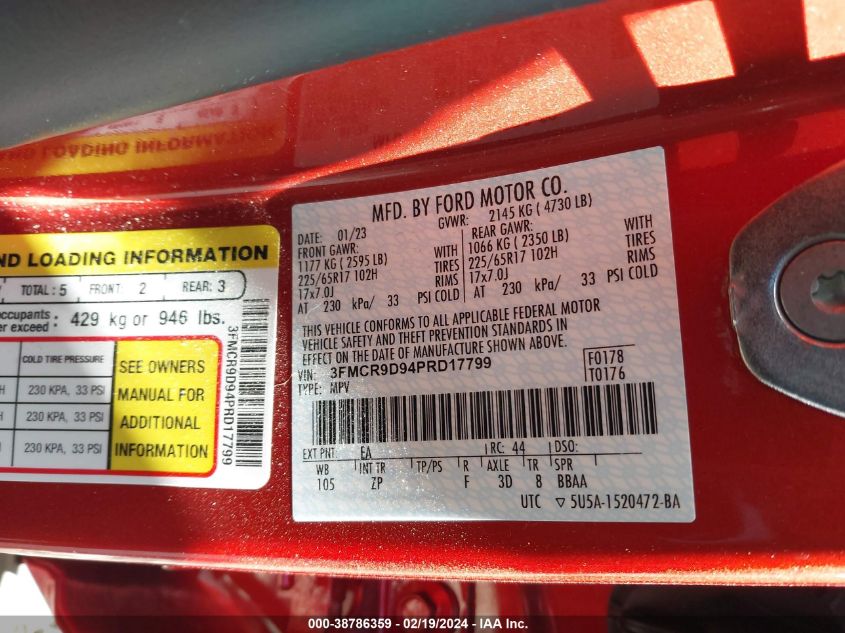 ND LOADING INFORMATION
TOTAL: 5 FRONT: 2 REAR: 3
occupants: 429 kg or 946 lbs.
er exceed:
COLD TIRE PRESSURE
230 KPA, 33 PSI
230 KPA, 33 PSI
230 KPA, 33 PSI
SEE OWNERS
MANUAL FOR
ADDITIONAL
INFORMATION
3FMCR9D94PRD17799
MFD. BY FORD MOTOR CO.
DATE: 01/23 GVWR: 2145 KG ( 4730 LB)
FRONT GAWR: REAR GAWR:
1177 KG ( 2595 LB) WITH 1066 KG ( 2350 LB) WITH
225/65R17 102H TIRES 225/65R17 102H TIRES
17x7.0J RIMS 17x7.0J RIMS
AT 230 kPa/ 33 PSI COLD AT 230 kPa/ 33 PSI COLD
THIS VEHICLE CONFORMS TO ALL APPLICABLE FEDERAL MOTOR
VEHICLE SAFETY AND THEFT PREVENTION STANDARDS IN
EFFECT ON THE DATE OF MANUFACTURE SHOWN ABOVE.
VIN: 3FMCR9D94PRD17799 F0178
TYPE: MPV T0176
EXT PNT: EA RC: 44 DSO:
WB INT TR TP/PS R AXLE TR SPR
105 ZP F 3D 8 BBAA
UTC ▽ 5U5A-1520472-BA
000-38786359 / 02/19/2024 - IAA Inc.